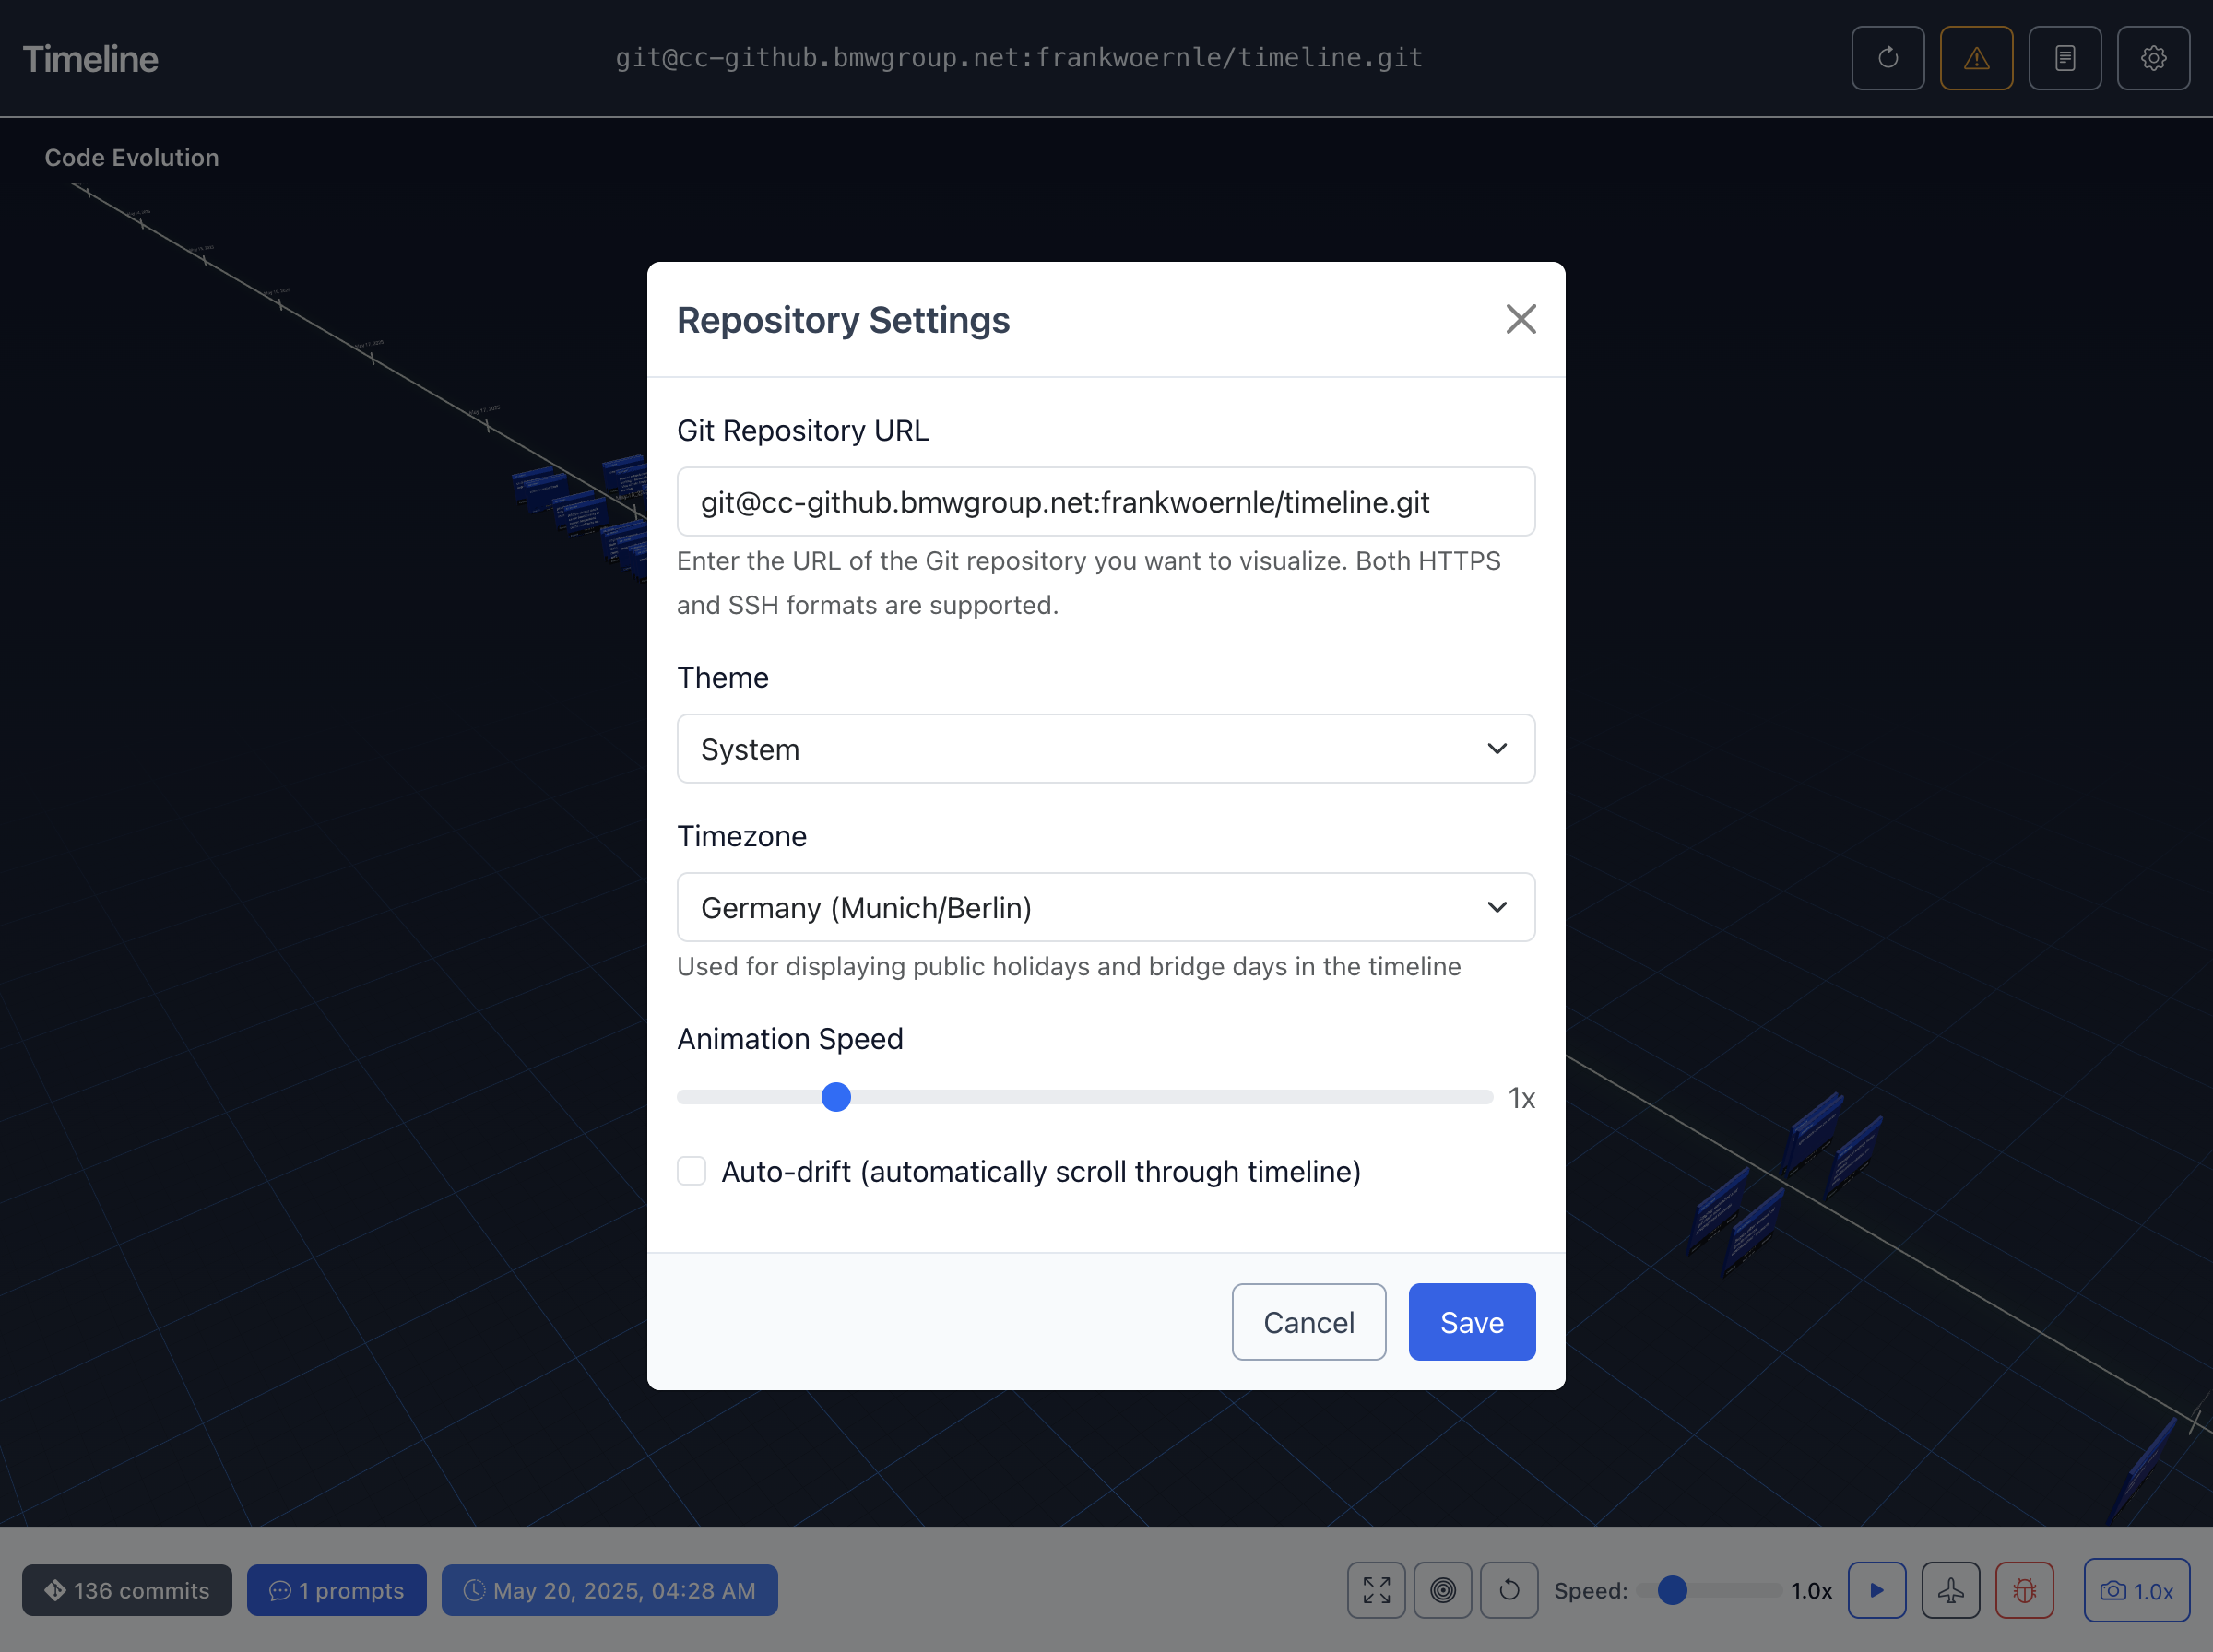 Timeline
git@cc-github.bmwgroup.net:frankwoernle/timeline.git
Code Evolution
Repository Settings
Git Repository URL
git@cc-github.bmwgroup.net:frankwoernle/timeline.git
Enter the URL of the Git repository you want to visualize. Both HTTPS
and SSH formats are supported.
Theme
System
Timezone
Germany (Munich/Berlin)
Used for displaying public holidays and bridge days in the timeline
Animation Speed
1x
Auto-drift (automatically scroll through timeline)
Cancel
Save
136 commits
1 prompts
May 20, 2025, 04:28 AM
Speed:
1.0x
1.0x